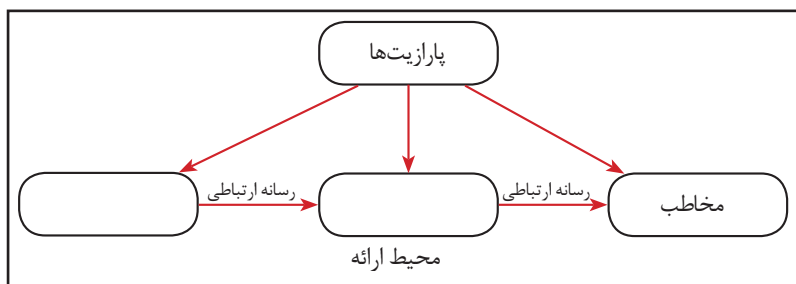 پارازیت‌ها
رسانه ارتباطی
رسانه ارتباطی
مخاطب
محیط ارائه